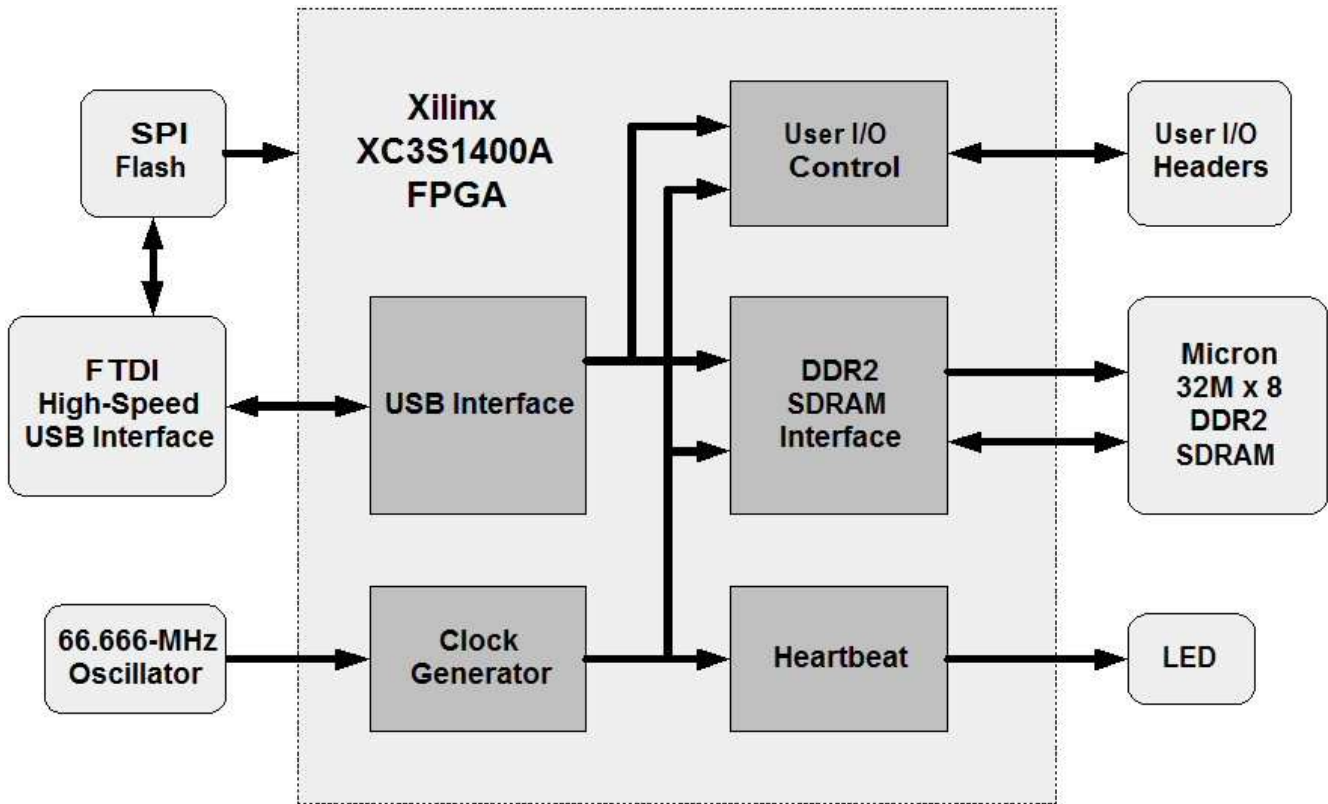 SPI
Flash
Xilinx
XC3S1400A
FPGA
User I/O
Control
User I/O
Headers
FTDI
High-Speed
USB Interface
USB Interface
DDR2
SDRAM
Interface
Micron
32M x 8
DDR2
SDRAM
66.666-MHz
Oscillator
Clock
Generator
Heartbeat
LED